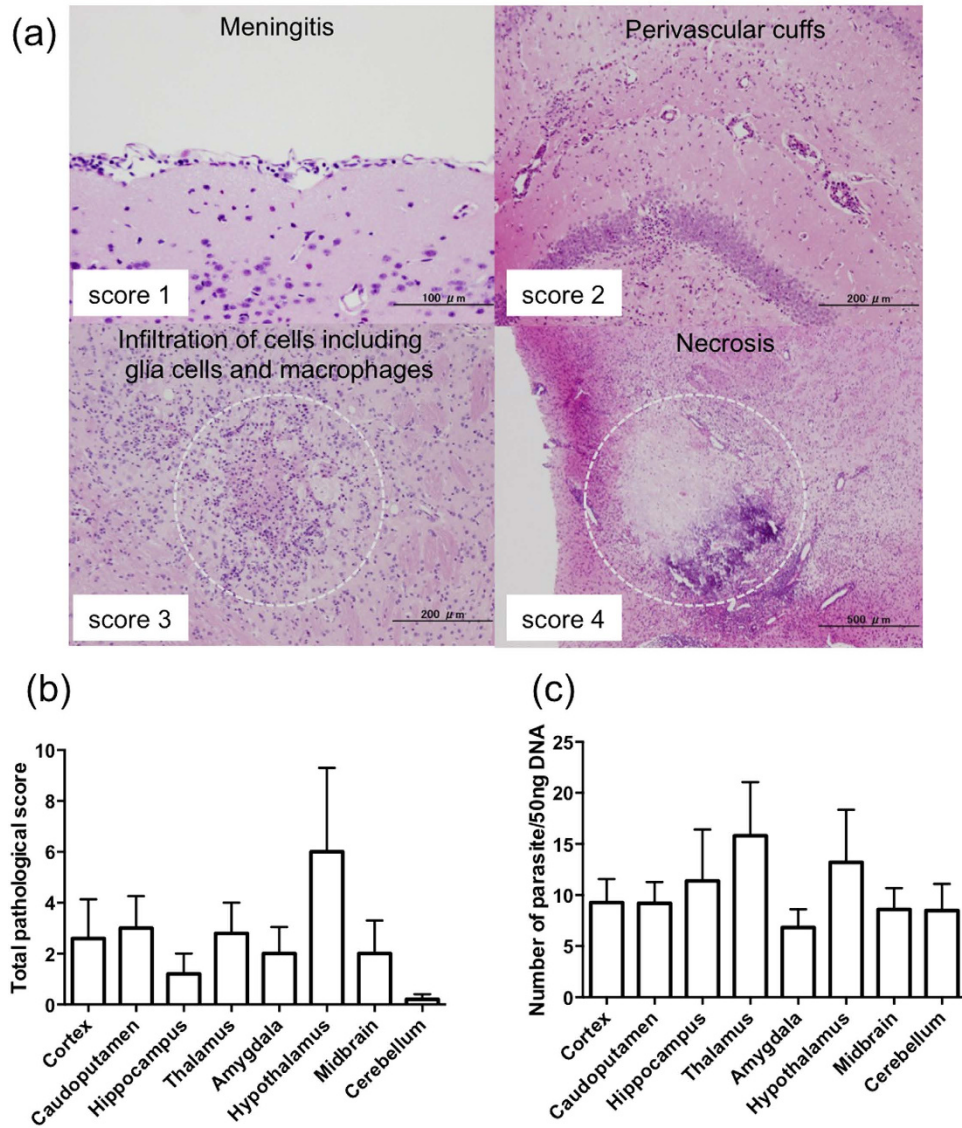 (a)
Meningitis
Perivascular cuffs
score 1
100 μm
score 2
200 μm
Infiltration of cells including
glia cells and macrophages
Necrosis
score 3
200 μm
score 4
500 μm
(b)
Total pathological score
10
8
6
4
2
0
Cortex
Caudoputamen
Hippocampus
Thalamus
Amygdala
Hypothalamus
Midbrain
Cerebellum
(c)
Number of parasite/50ng DNA
25
20
15
10
5
0
Cortex
Caudoputamen
Hippocampus
Thalamus
Amygdala
Hypothalamus
Midbrain
Cerebellum